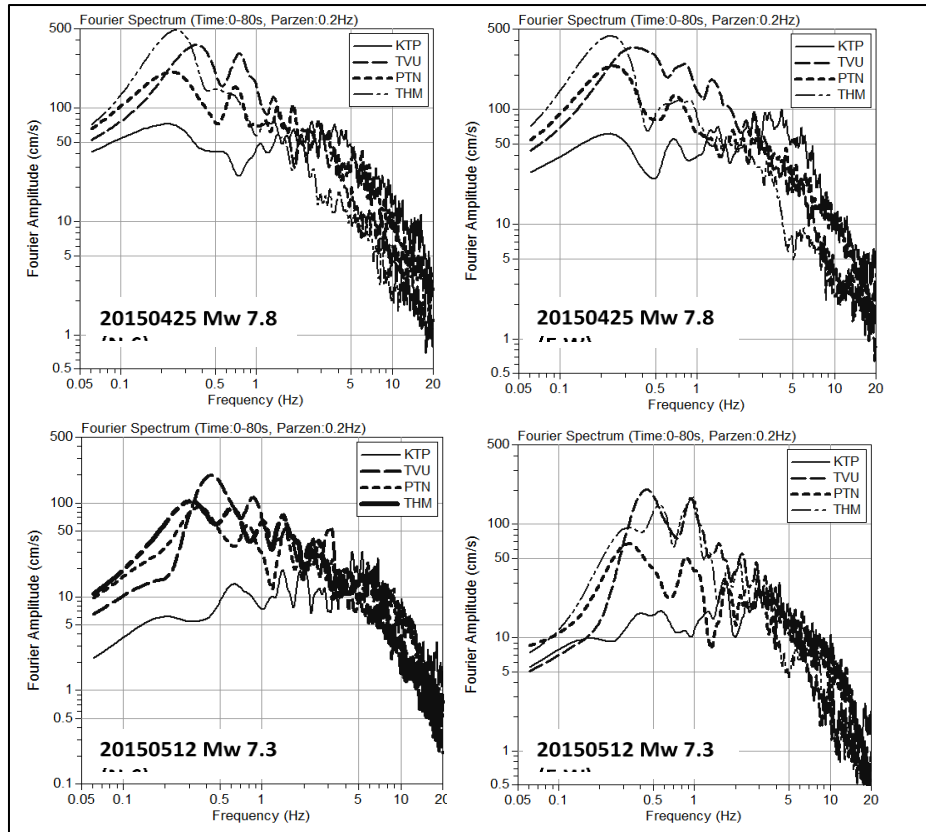 Fourier Spectrum (Time:0-80s, Parzen:0.2Hz)
500
100
50
10
5
1
0.5
Fourier Amplitude (cm/s)
KTP
TVU
PTN
THM
20150425 Mw 7.8
0.05 0.1 0.5 1 5 10 20
Frequency (Hz)
Fourier Spectrum (Time:0-80s, Parzen:0.2Hz)
500
100
50
10
5
1
0.5
Fourier Amplitude (cm/s)
KTP
TVU
PTN
THM
20150425 Mw 7.8
0.05 0.1 0.5 1 5 10 20
Frequency (Hz)
Fourier Spectrum (Time:0-80s, Parzen:0.2Hz)
500
100
50
10
5
1
0.5
0.1
Fourier Amplitude (cm/s)
KTP
TVU
PTN
THM
20150512 Mw 7.3
0.05 0.1 0.5 1 5 10 20
Frequency (Hz)
Fourier Spectrum (Time:0-80s, Parzen:0.2Hz)
500
100
50
10
5
1
0.5
Fourier Amplitude (cm/s)
KTP
TVU
PTN
THM
20150512 Mw 7.3
0.05 0.1 0.5 1 5 10 20
Frequency (Hz)